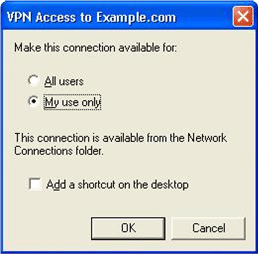 VPN Access to Example.com
Make this connection available for:
All users
My use only
This connection is available from the Network
Connections folder.
Add a shortcut on the desktop
OK
Cancel